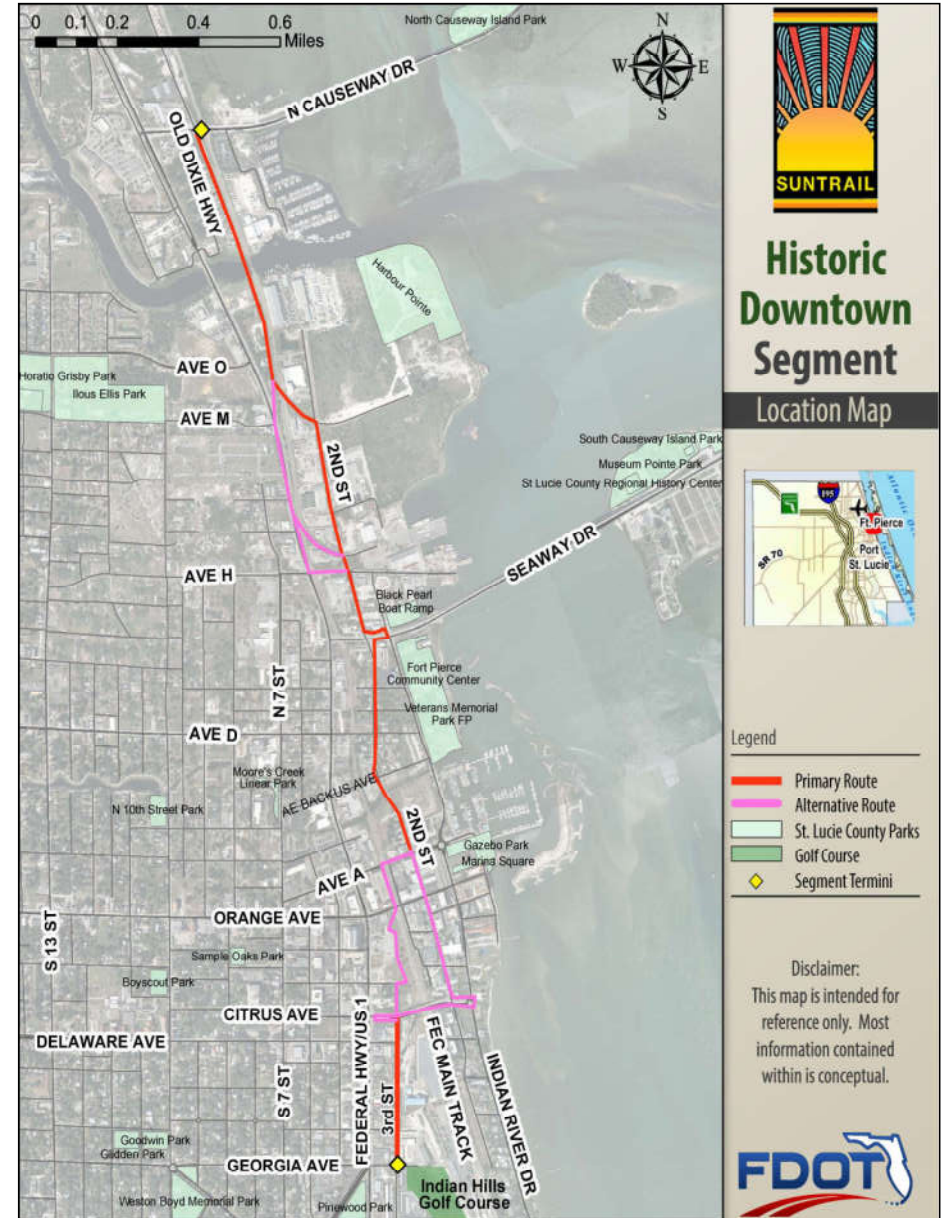 0 0.1 0.2 0.4 0.6
Miles
North Causeway Island Park
N
W E
S
N CAUSEWAY DR
OLD DIXIE HWY
Harbour Pointe
AVE O
Horatio Grisby Park
Ilous Ellis Park
AVE M
2ND ST
South Causeway Island Park
Museum Pointe Park
St Lucie County Regional History Center
SEAWAY DR
AVE H
Black Pearl
Boat Ramp
Fort Pierce
Community Center
N 7 ST
Veterans Memorial
Park FP
AVE D
Moore's Creek
Linear Park
AE BACKUS AVE
N 10th Street Park
2ND ST
Gazebo Park
Marina Square
AVE A
ORANGE AVE
S 13 ST
Sample Oaks Park
Boyscout Park
CITRUS AVE
DELAWARE AVE
FEDERAL HWY/US 1
3rd ST
FEC MAIN TRACK
INDIAN RIVER DR
S 7 ST
Goodwin Park
Glidden Park
GEORGIA AVE
Weston Boyd Memorial Park
Pinewood Park
Indian Hills
Golf Course
SUNTRAIL
Historic
Downtown
Segment
Location Map
I95
Ft. Pierce
Port
St. Lucie
SR 70
Legend
Primary Route
Alternative Route
St. Lucie County Parks
Golf Course
Segment Termini
Disclaimer:
This map is intended for
reference only. Most
information contained
within is conceptual.
FDOT